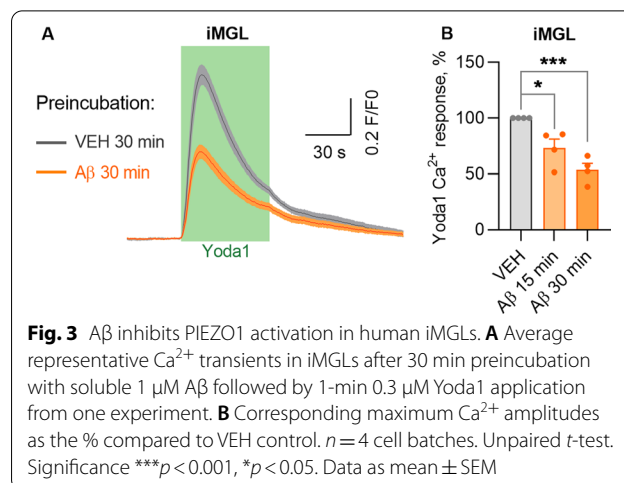 A
iMGL
Preincubation:
VEH 30 min
Aβ 30 min
0.2 F/F0
30 s
Yoda1
B
iMGL
***
*
Yoda1 Ca²⁺ response, %
150
100
50
0
VEH
Aβ 15 min
Aβ 30 min
Fig. 3 Aβ inhibits PIEZO1 activation in human iMGLs. A Average
representative Ca²⁺ transients in iMGLs after 30 min preincubation
with soluble 1 μM Aβ followed by 1-min 0.3 μM Yoda1 application
from one experiment. B Corresponding maximum Ca²⁺ amplitudes
as the % compared to VEH control. n = 4 cell batches. Unpaired t-test.
Significance ***p < 0.001, *p < 0.05. Data as mean ± SEM